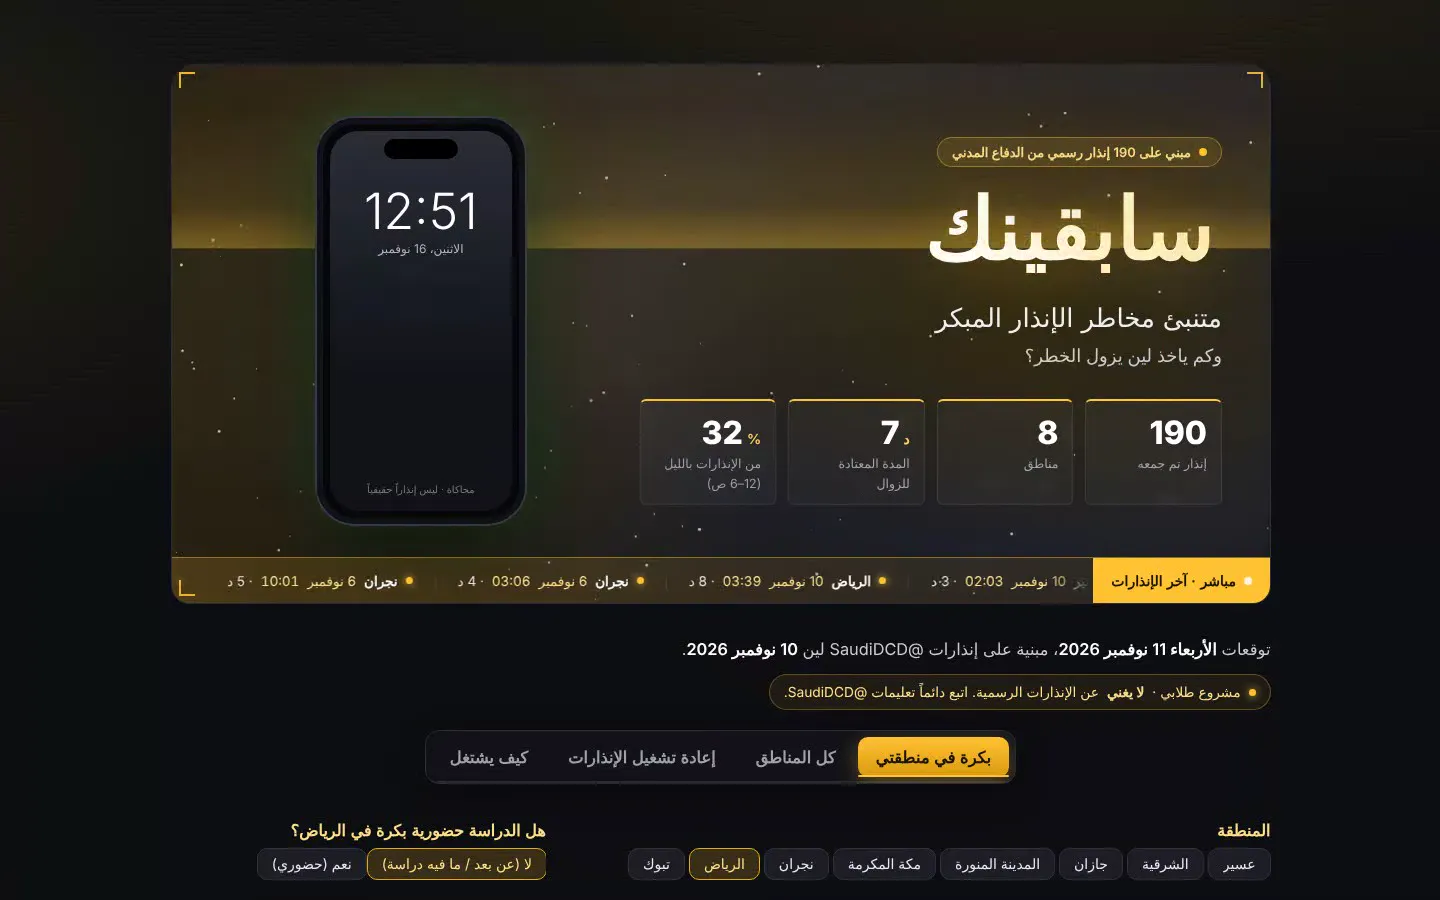 مبني على 190 إنذار رسمي من الدفاع المدني
سابقينك
متنبئ مخاطر الإنذار المبكر
وكم ياخذ لين يزول الخطر؟
190
إنذار تم جمعه
8
مناطق
7 د
المدة المعتادة
للزوال
32 %
من الإنذارات بالليل
(12–6 ص)
12:51
الاثنين، 16 نوفمبر
محاكاة · ليس إنذاراً حقيقياً
مباشر · آخر الإنذارات
10 نوفمبر 02:03 · 3 د
الرياض 10 نوفمبر 03:39 · 8 د
نجران 6 نوفمبر 03:06 · 4 د
نجران 6 نوفمبر 10:01 · 5 د
توقعات الأربعاء 11 نوفمبر 2026، مبنية على إنذارات @SaudiDCD لين 10 نوفمبر 2026.
مشروع طلابي · لا يغني عن الإنذارات الرسمية. اتبع دائماً تعليمات @SaudiDCD.
بكرة في منطقتي
كل المناطق
إعادة تشغيل الإنذارات
كيف يشتغل
المنطقة
عسير
الشرقية
جازان
المدينة المنورة
مكة المكرمة
نجران
الرياض
تبوك
هل الدراسة حضورية بكرة في الرياض؟
لا (عن بعد / ما فيه دراسة)
نعم (حضوري)